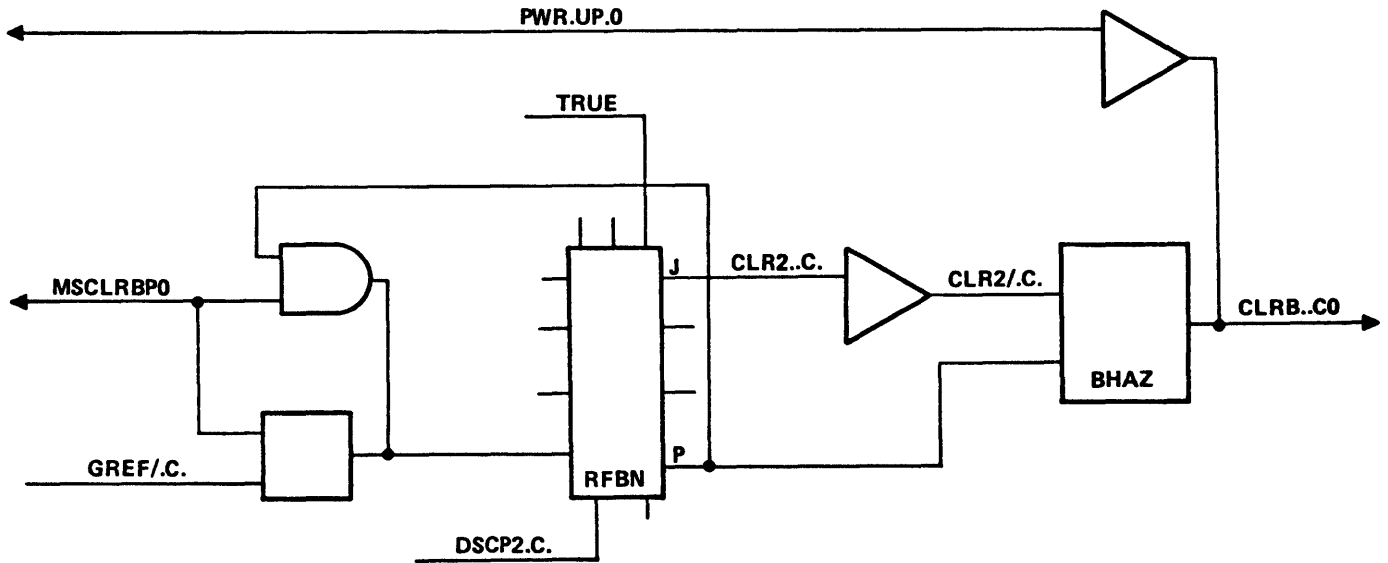 PWR.UP.0
TRUE
J
CLR2..C.
CLR2/.C.
MSCLRBP0
CLRB..C0
BHAZ
P
GREF/.C.
RFBN
DSCP2.C.